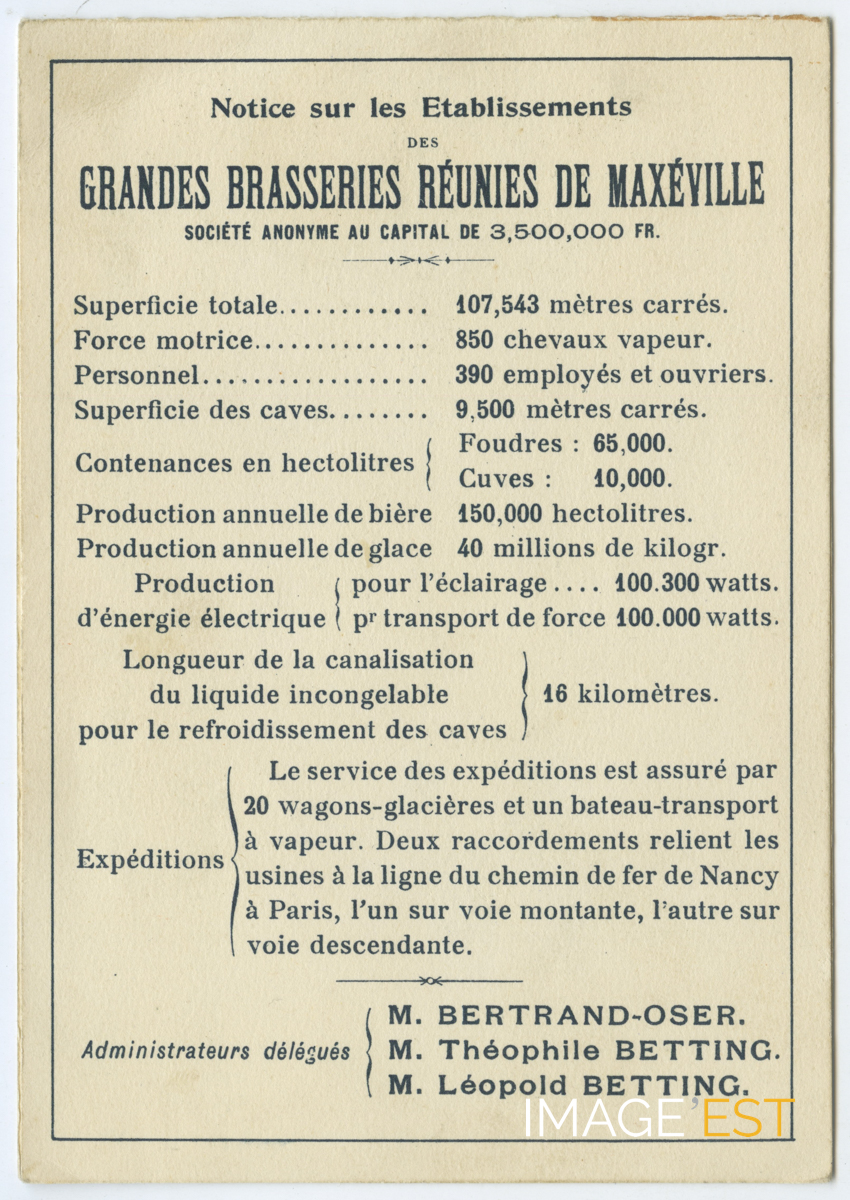 Notice sur les Etablissements
DES
GRANDES BRASSERIES RÉUNIES DE MAXÉVILLE
SOCIÉTÉ ANONYME AU CAPITAL DE 3,500,000 FR.
Superficie totale............ 107,543 mètres carrés.
Force motrice.............. 850 chevaux vapeur.
Personnel.................. 390 employés et ouvriers.
Superficie des caves........ 9,500 mètres carrés.
Contenances en hectolitres { Foudres : 65,000.
Cuves : 10,000.
Production annuelle de bière 150,000 hectolitres.
Production annuelle de glace 40 millions de kilogr.
Production { pour l'éclairage .... 100.300 watts.
d'énergie électrique { pr transport de force 100.000 watts.
Longueur de la canalisation
du liquide incongelable } 16 kilomètres.
pour le refroidissement des caves
Le service des expéditions est assuré par
20 wagons-glacières et un bateau-transport
à vapeur. Deux raccordements relient les
Expéditions { usines à la ligne du chemin de fer de Nancy
à Paris, l'un sur voie montante, l'autre sur
voie descendante.
M. BERTRAND-OSER.
Administrateurs délégués { M. Théophile BETTING.
M. Léopold BETTING.
IMAGE'EST